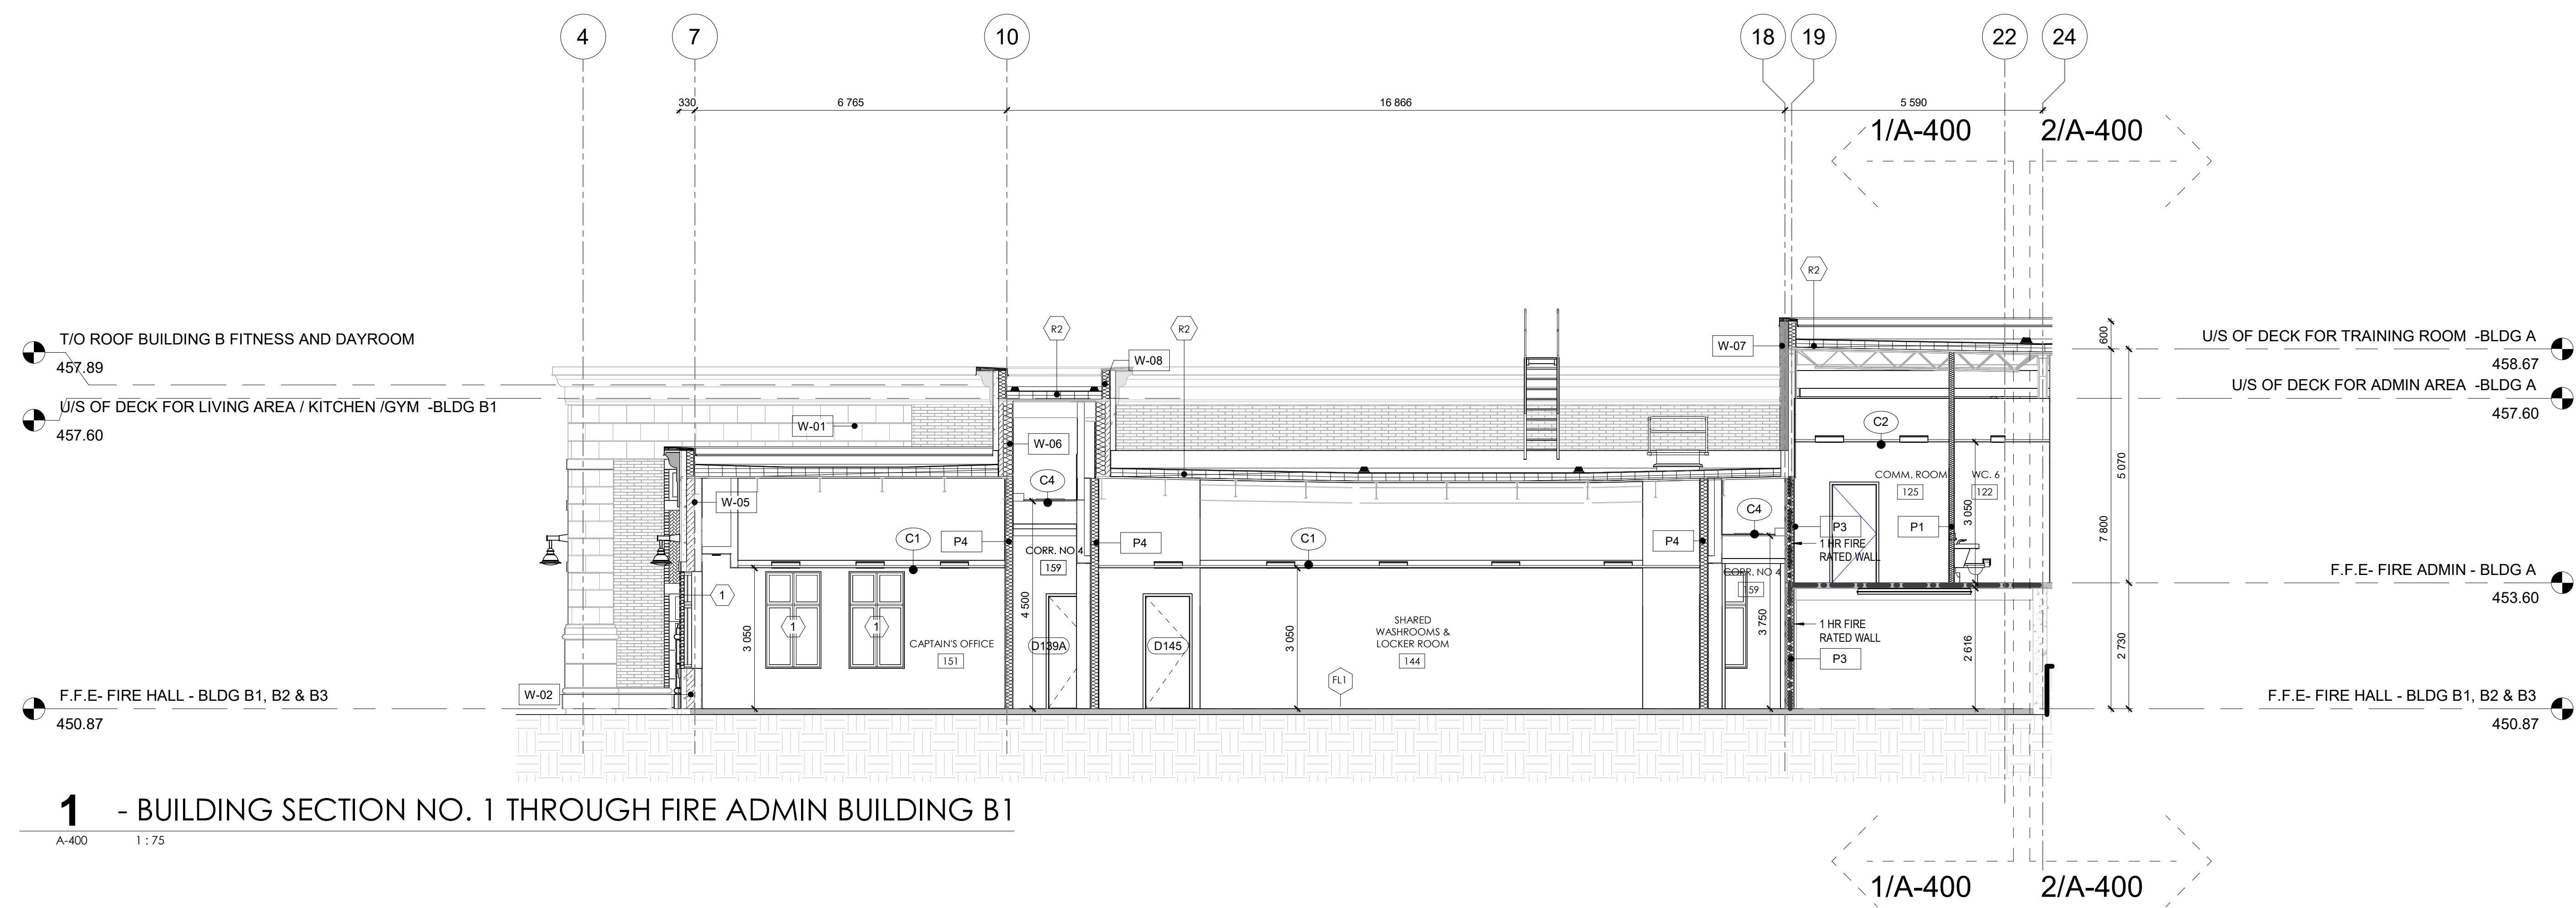 4 7 10 18 19 22 24
330 6 765 16 866 5 590
1/A-400 2/A-400
R2
T/O ROOF BUILDING B FITNESS AND DAYROOM
457.89
U/S OF DECK FOR LIVING AREA / KITCHEN /GYM -BLDG B1
457.60
R2 R2
W-08
W-07
600
U/S OF DECK FOR TRAINING ROOM -BLDG A
458.67
U/S OF DECK FOR ADMIN AREA -BLDG A
457.60
W-01
W-06
C2
C4
W-05
COMM. ROOM
125
WC. 6
122
5 070
7 800
3 050
C4
C1
P4
P4
C1
P4
P3
P1
1 HR FIRE
RATED WALL
CORR. NO 4
159
CORR. NO 4
159
F.F.E- FIRE ADMIN - BLDG A
453.60
1
1
1
3 050
4 500
3 050
3 750
2 616
2 730
CAPTAIN'S OFFICE
151
D139A
D145
SHARED
WASHROOMS &
LOCKER ROOM
144
1 HR FIRE
RATED WALL
P3
FL1
W-02
F.F.E- FIRE HALL - BLDG B1, B2 & B3
450.87
F.F.E- FIRE HALL - BLDG B1, B2 & B3
450.87
1 - BUILDING SECTION NO. 1 THROUGH FIRE ADMIN BUILDING B1
A-400 1 : 75
1/A-400 2/A-400